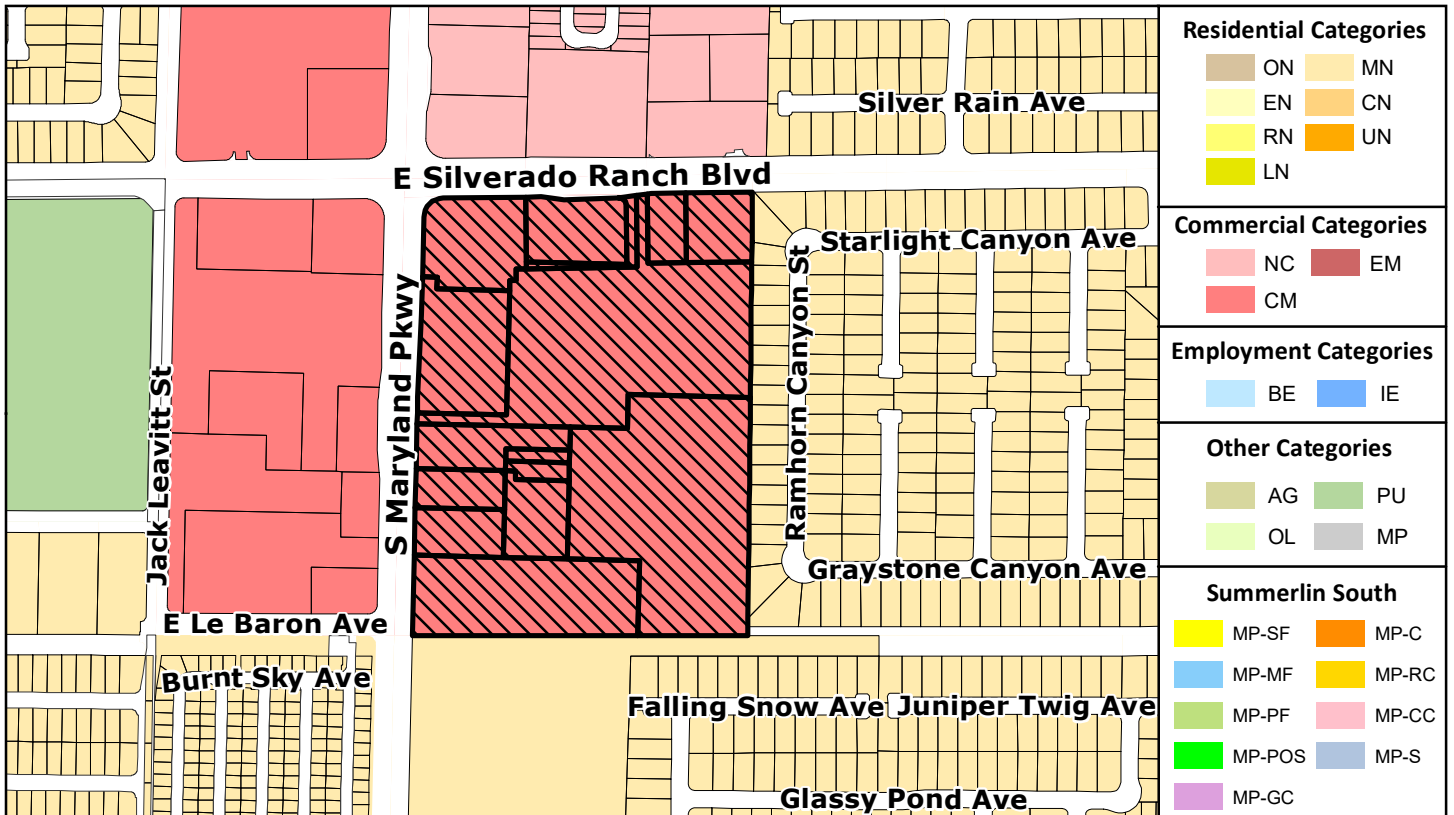 Silver Rain Ave
E Silverado Ranch Blvd
Starlight Canyon Ave
S Maryland Pkwy
Ramhorn Canyon St
Jack Leavitt St
Graystone Canyon Ave
E Le Baron Ave
Burnt Sky Ave
Falling Snow Ave
Juniper Twig Ave
Glassy Pond Ave
Residential Categories
ON MN
EN CN
RN UN
LN
Commercial Categories
NC EM
CM
Employment Categories
BE IE
Other Categories
AG PU
OL MP
Summerlin South
MP-SF MP-C
MP-MF MP-RC
MP-PF MP-CC
MP-POS MP-S
MP-GC